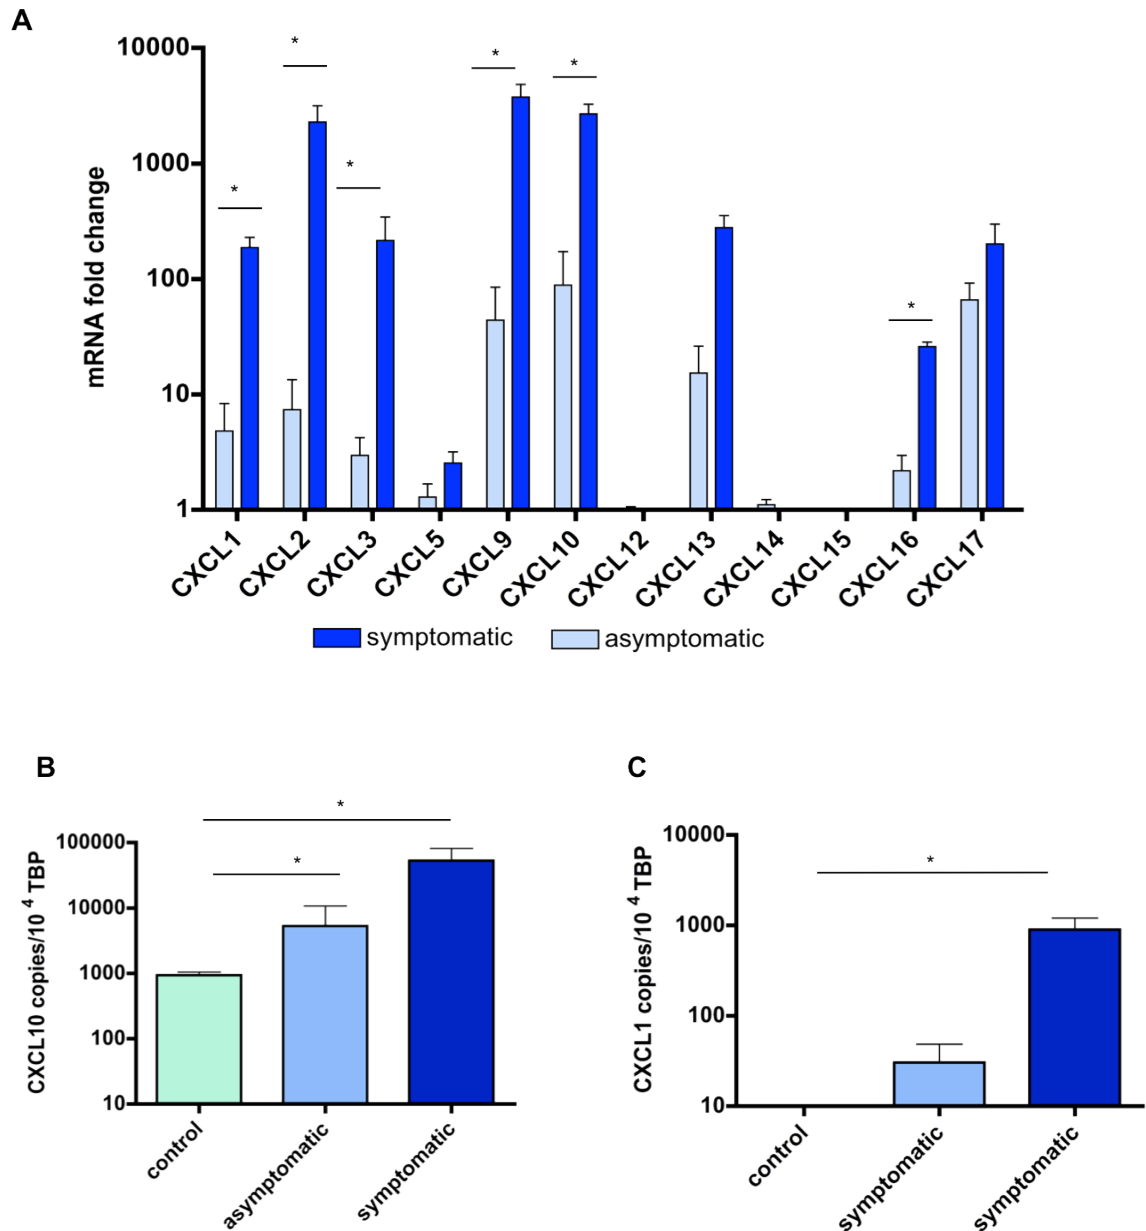 A
10000
1000
100
10
1
mRNA fold change
*
*
*
*
*
*
CXCL1
CXCL2
CXCL3
CXCL5
CXCL9
CXCL10
CXCL12
CXCL13
CXCL14
CXCL15
CXCL16
CXCL17
symptomatic
asymptomatic
B
CXCL10 copies/10 4 TBP
100000
10000
1000
100
10
*
*
control
asymptomatic
symptomatic
C
CXCL1 copies/10 4 TBP
10000
1000
100
10
*
control
symptomatic
symptomatic